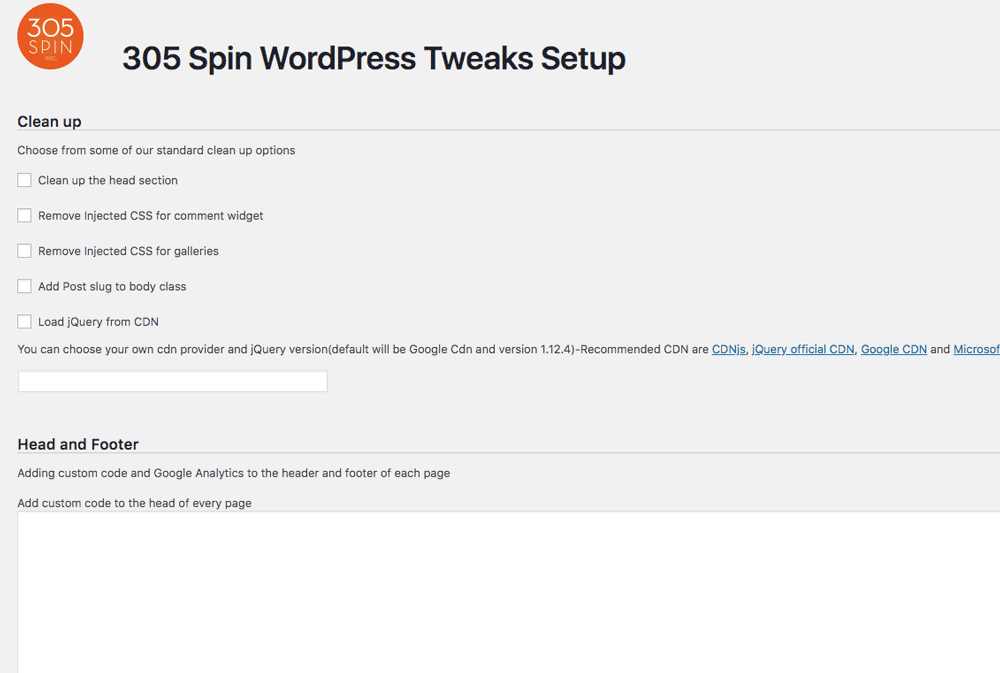 305
SPIN
INC.
305 Spin WordPress Tweaks Setup
Clean up
Choose from some of our standard clean up options
Clean up the head section
Remove Injected CSS for comment widget
Remove Injected CSS for galleries
Add Post slug to body class
Load jQuery from CDN
You can choose your own cdn provider and jQuery version(default will be Google Cdn and version 1.12.4)-Recommended CDN are CDNjs, jQuery official CDN, Google CDN and Microsof
Head and Footer
Adding custom code and Google Analytics to the header and footer of each page
Add custom code to the head of every page